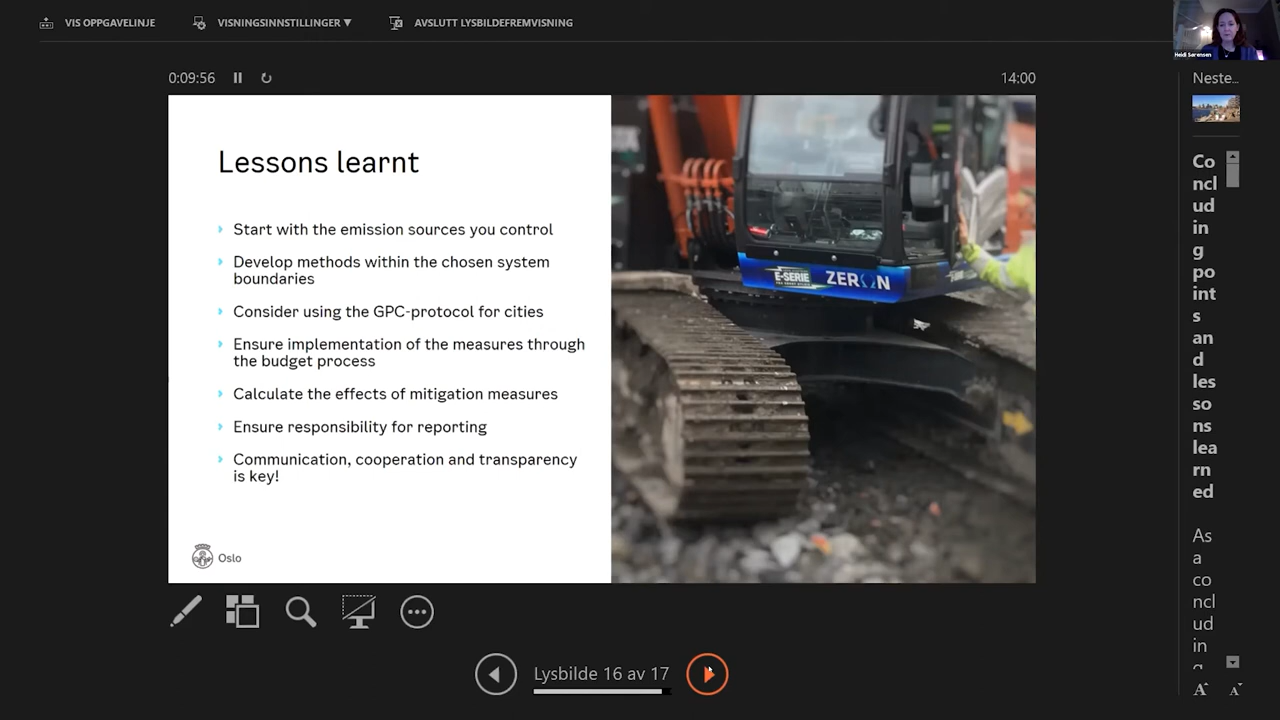 VIS OPPGAVELINJE
VISNINGSINNSTILLINGER ▼
AVSLUTT LYSBILDEFREMVISNING
Heidi Sørensen
0:09:56
14:00
Neste...
Lessons learnt
Start with the emission sources you control
Develop methods within the chosen system
boundaries
Consider using the GPC-protocol for cities
Ensure implementation of the measures through
the budget process
Calculate the effects of mitigation measures
Ensure responsibility for reporting
Communication, cooperation and transparency
is key!
Oslo
E-SERIE
ZERON
Co
ncl
ud
in
g
po
int
s
an
d
les
so
ns
lea
rn
ed
As
a
co
ncl
ud
in
Lysbilde 16 av 17
A
A